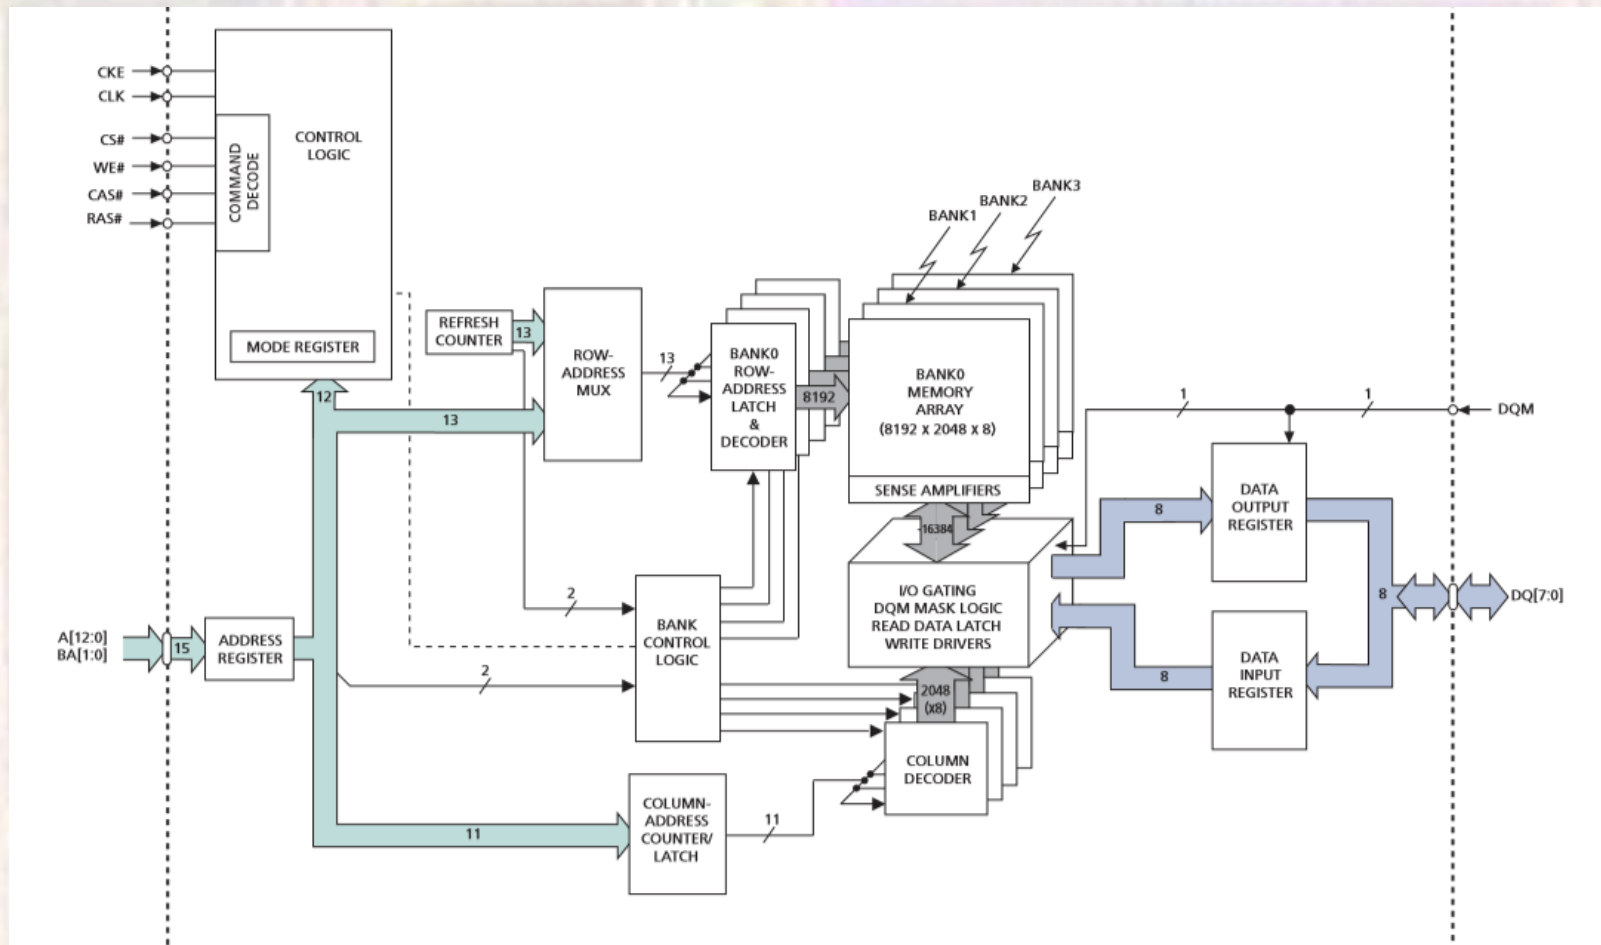 CKE
CLK
CS#
WE#
CAS#
RAS#
COMMAND
DECODE
CONTROL
LOGIC
MODE REGISTER
12
REFRESH
COUNTER
13
ROW-
ADDRESS
MUX
13
13
BANK0
ROW-
ADDRESS
LATCH
&
DECODER
8192
BANK1
BANK2
BANK3
BANK0
MEMORY
ARRAY
(8192 x 2048 x 8)
SENSE AMPLIFIERS
16384
I/O GATING
DQM MASK LOGIC
READ DATA LATCH
WRITE DRIVERS
2048
(x8)
COLUMN
DECODER
1
1
DQM
DATA
OUTPUT
REGISTER
8
8
DQ[7:0]
DATA
INPUT
REGISTER
8
A[12:0]
BA[1:0]
15
ADDRESS
REGISTER
2
2
BANK
CONTROL
LOGIC
11
COLUMN-
ADDRESS
COUNTER/
LATCH
11